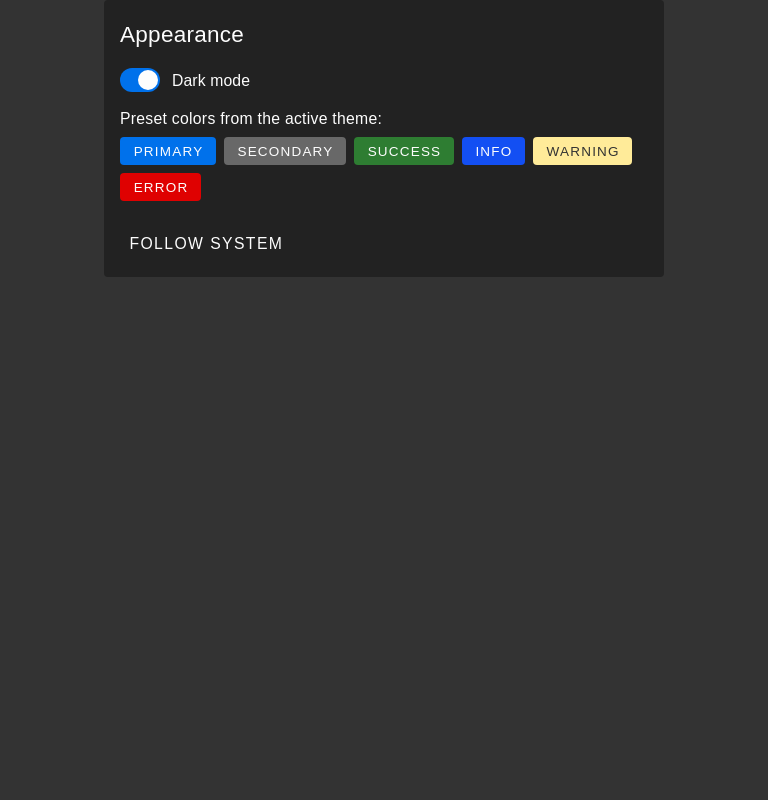 Appearance
Dark mode
Preset colors from the active theme:
PRIMARY SECONDARY SUCCESS INFO WARNING
ERROR
FOLLOW SYSTEM